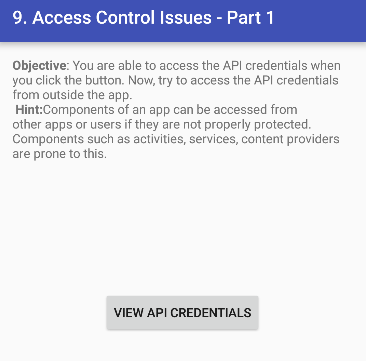 9. Access Control Issues - Part 1
Objective: You are able to access the API credentials when
you click the button. Now, try to access the API credentials
from outside the app.
Hint:Components of an app can be accessed from
other apps or users if they are not properly protected.
Components such as activities, services, content providers
are prone to this.
VIEW API CREDENTIALS